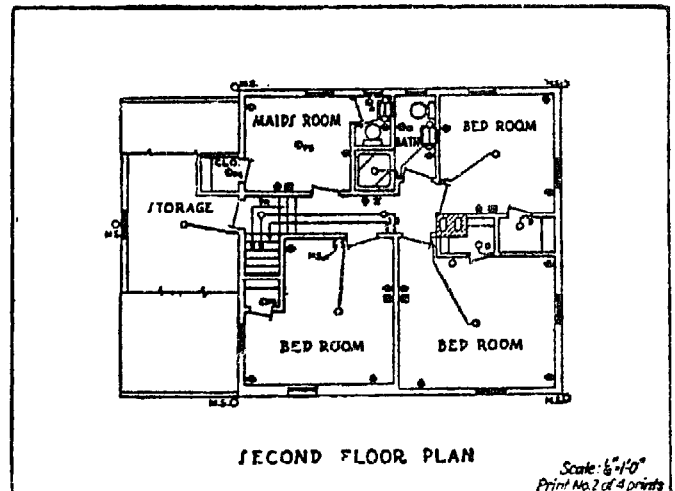 M.S.
M.S.
MAIDS ROOM
BATH
BED ROOM
CLO.
STORAGE
M.S.
M.S.
BED ROOM
BED ROOM
M.S.
M.S.
SECOND FLOOR PLAN
Scale: ⅛"=1'-0"
Print No. 2 of 4 prints